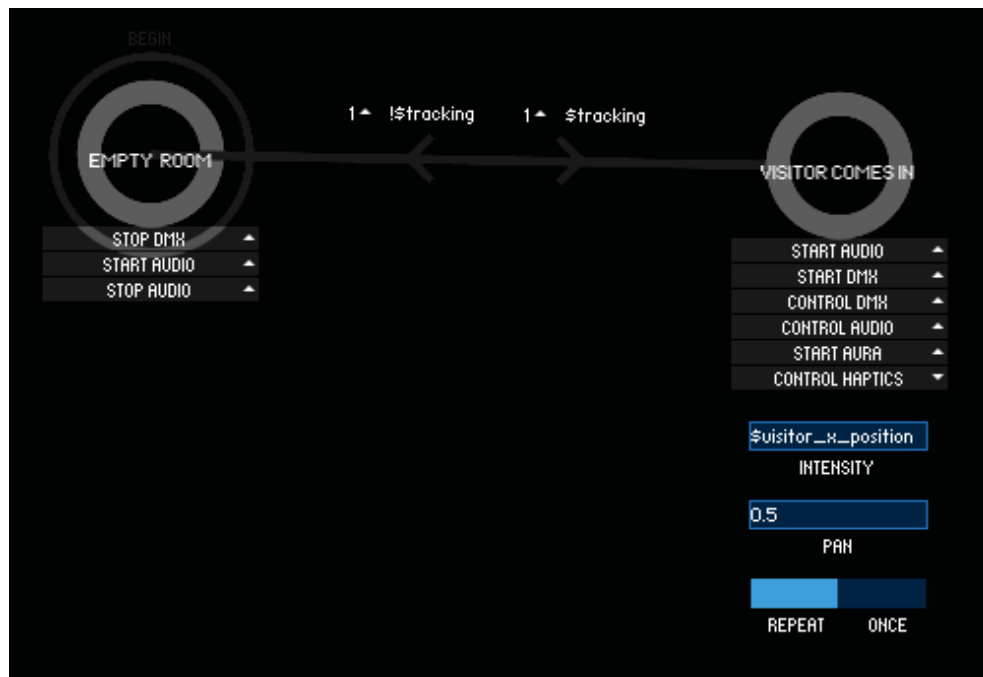 BEGIN
1 !$tracking 1 $tracking
EMPTY ROOM
VISITOR COMES IN
STOP DMX
START AUDIO
STOP AUDIO
START AUDIO
START DMX
CONTROL DMX
CONTROL AUDIO
START AURA
CONTROL HAPTICS
$visitor_x_position
INTENSITY
0.5
PAN
REPEAT ONCE